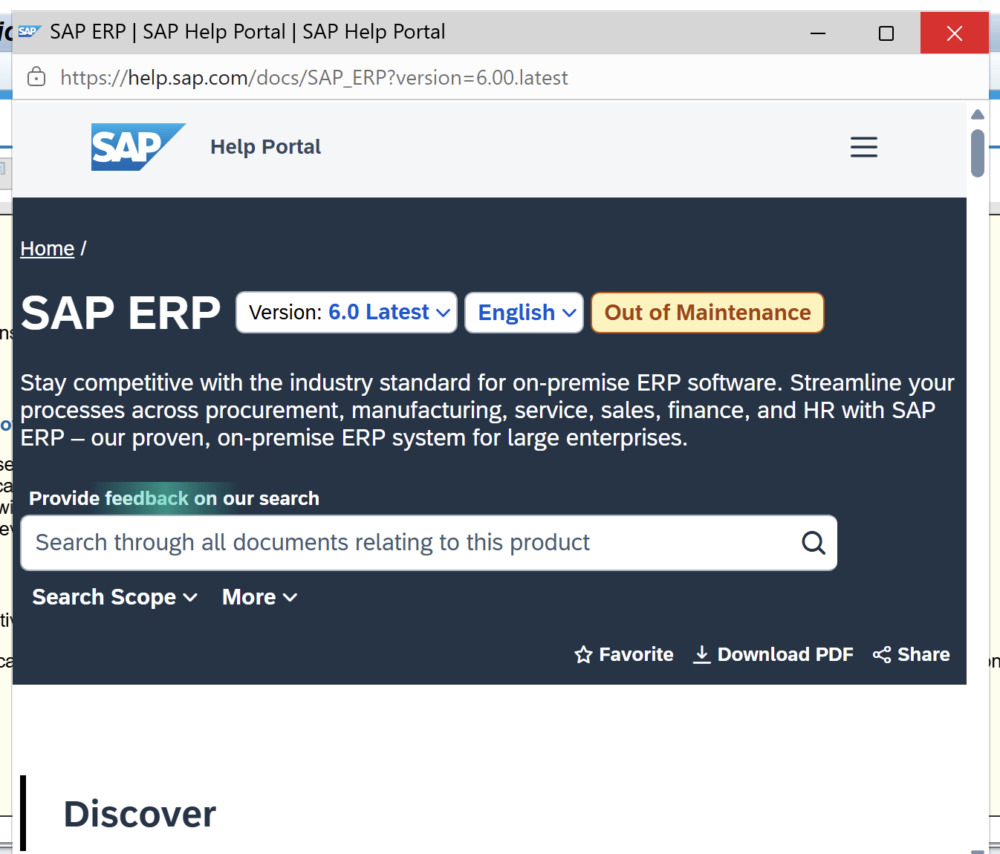 SAP SAP ERP | SAP Help Portal | SAP Help Portal
https://help.sap.com/docs/SAP_ERP?version=6.00.latest
SAP Help Portal
Home /
SAP ERP Version: 6.0 Latest English Out of Maintenance
Stay competitive with the industry standard for on-premise ERP software. Streamline your
processes across procurement, manufacturing, service, sales, finance, and HR with SAP
ERP – our proven, on-premise ERP system for large enterprises.
Provide feedback on our search
Search through all documents relating to this product
Search Scope More
Favorite Download PDF Share
Discover